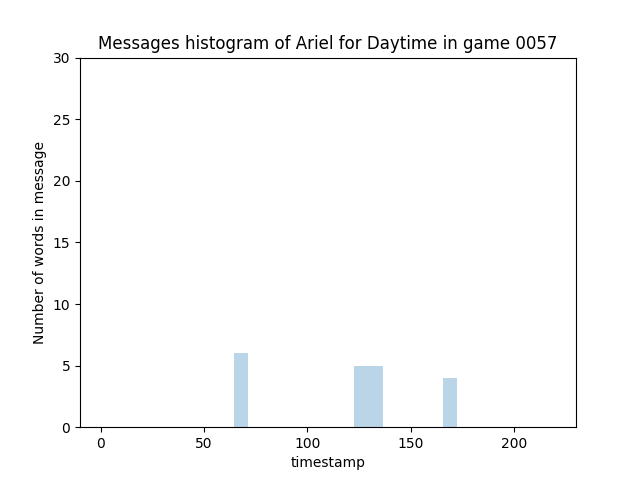 Messages histogram of Ariel for Daytime in game 0057
30
25
20
15
10
5
0
Number of words in message
0 50 100 150 200
timestamp